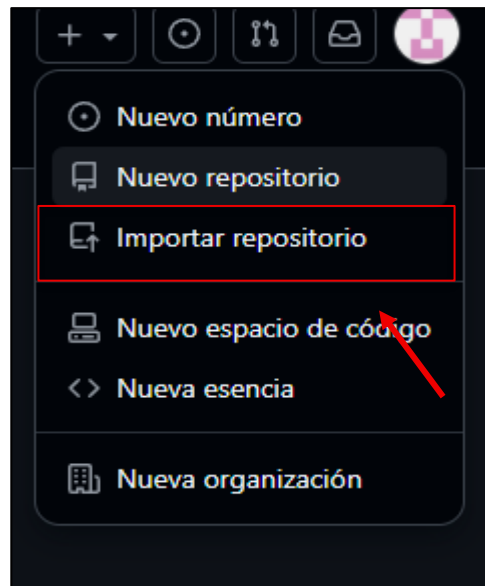 Nuevo número
Nuevo repositorio
Importar repositorio
Nuevo espacio de código
Nueva esencia
Nueva organización